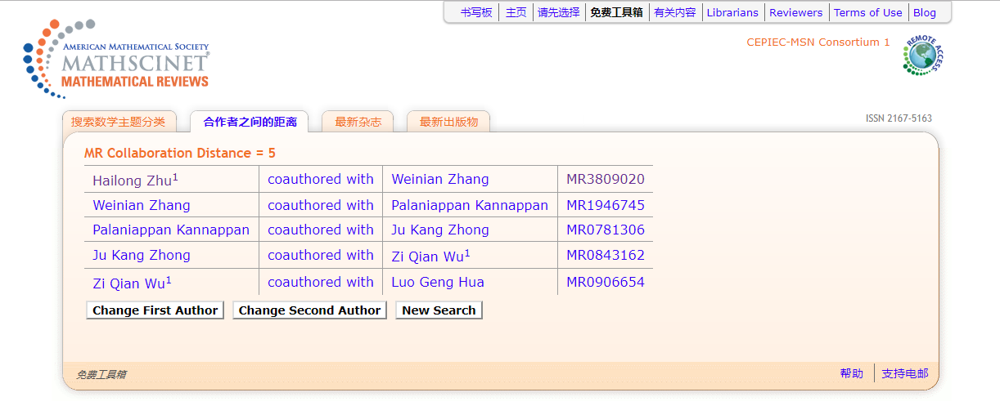 书写板 主页 请先选择 免费工具箱 有关内容 Librarians Reviewers Terms of Use Blog
AMERICAN MATHEMATICAL SOCIETY
MATHSCINET®
MATHEMATICAL REVIEWS
CEPIEC-MSN Consortium 1
REMOTE ACCESS
搜索数学主题分类 合作者之间的距离 最新杂志 最新出版物
ISSN 2167-5163
MR Collaboration Distance = 5
Hailong Zhu1 coauthored with Weinian Zhang MR3809020
Weinian Zhang coauthored with Palaniappan Kannappan MR1946745
Palaniappan Kannappan coauthored with Ju Kang Zhong MR0781306
Ju Kang Zhong coauthored with Zi Qian Wu1 MR0843162
Zi Qian Wu1 coauthored with Luo Geng Hua MR0906654
Change First Author Change Second Author New Search
免费工具箱 帮助 支持电邮